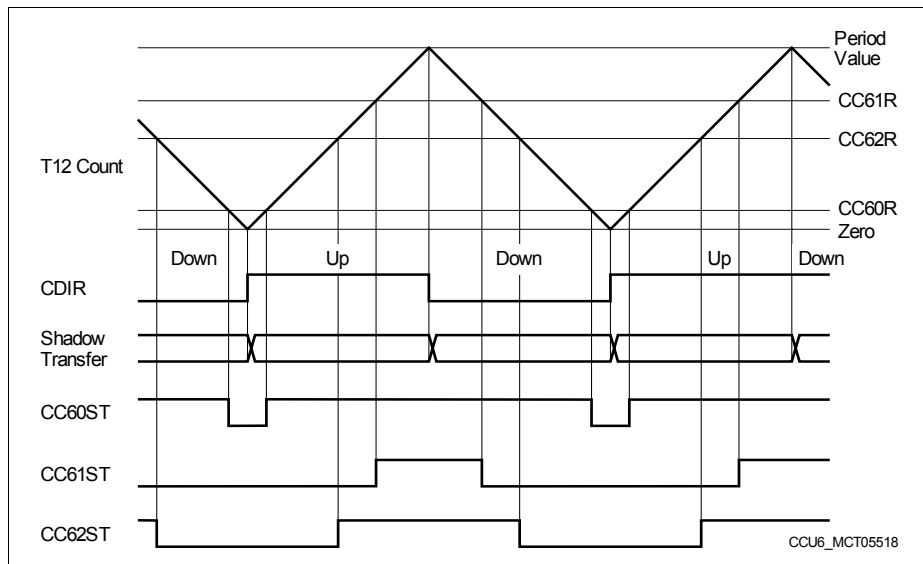 Period
Value
CC61R
CC62R
T12 Count
CC60R
Zero
Down Up Down Up Down
CDIR
Shadow
Transfer
CC60ST
CC61ST
CC62ST
CCU6_MCT05518